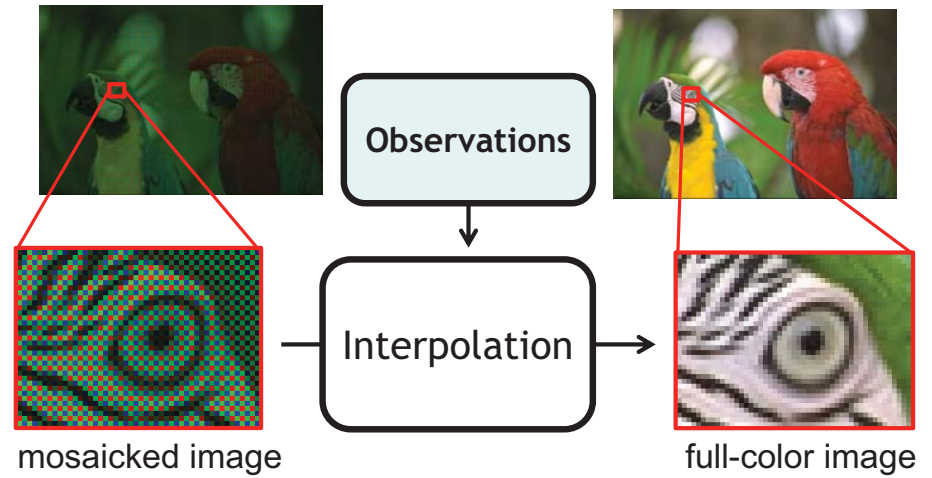 Observations
Interpolation
mosaicked image
full-color image